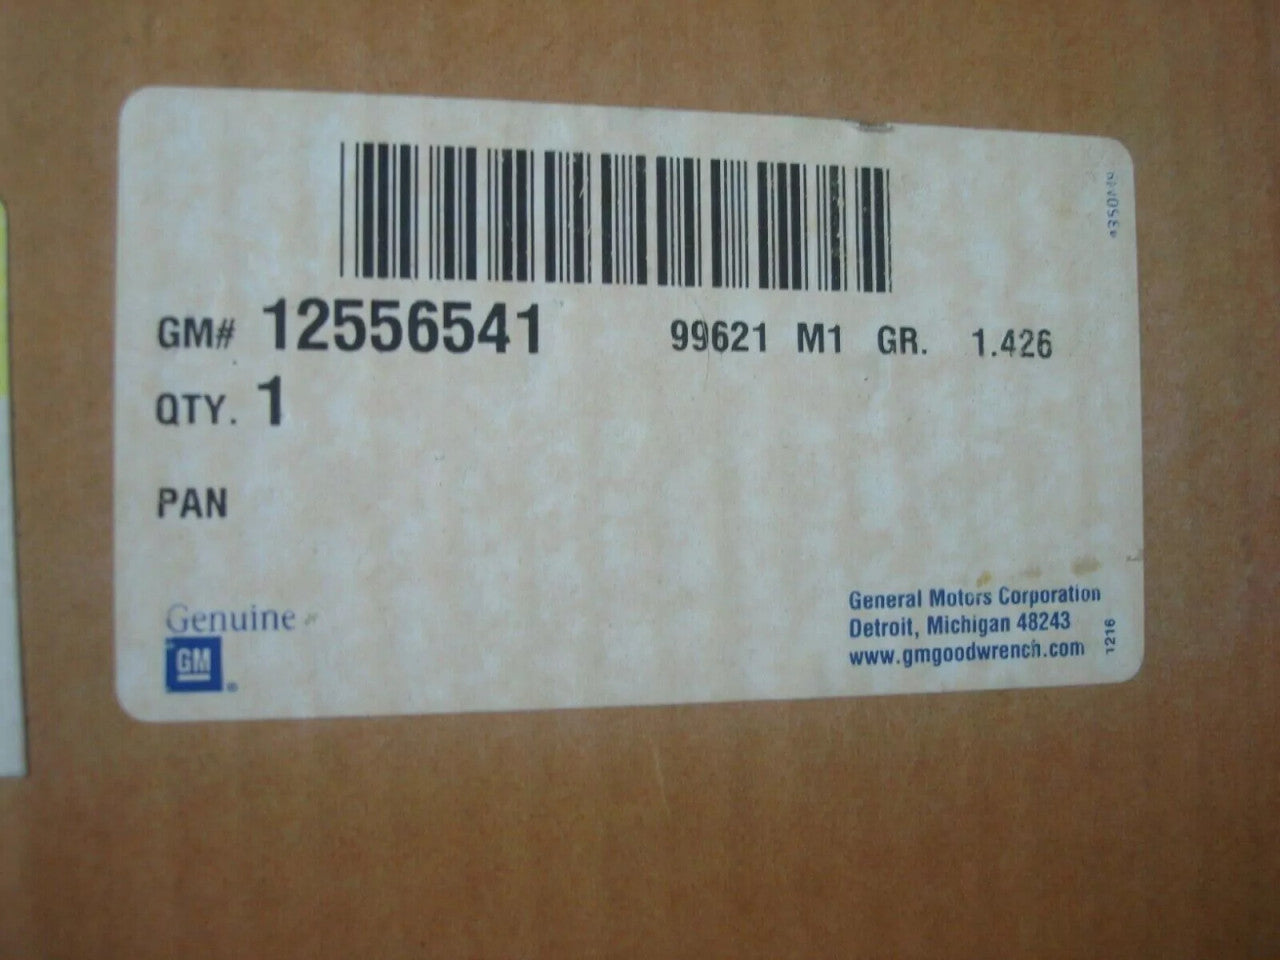 GM# 12556541 99621 M1 GR. 1.426
QTY. 1
PAN
Genuine
GM
General Motors Corporation
Detroit, Michigan 48243
www.gmgoodwrench.com
1216